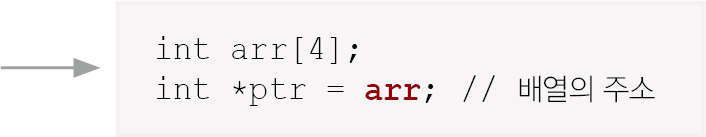 int arr[4];
int *ptr = arr; // 배열의 주소